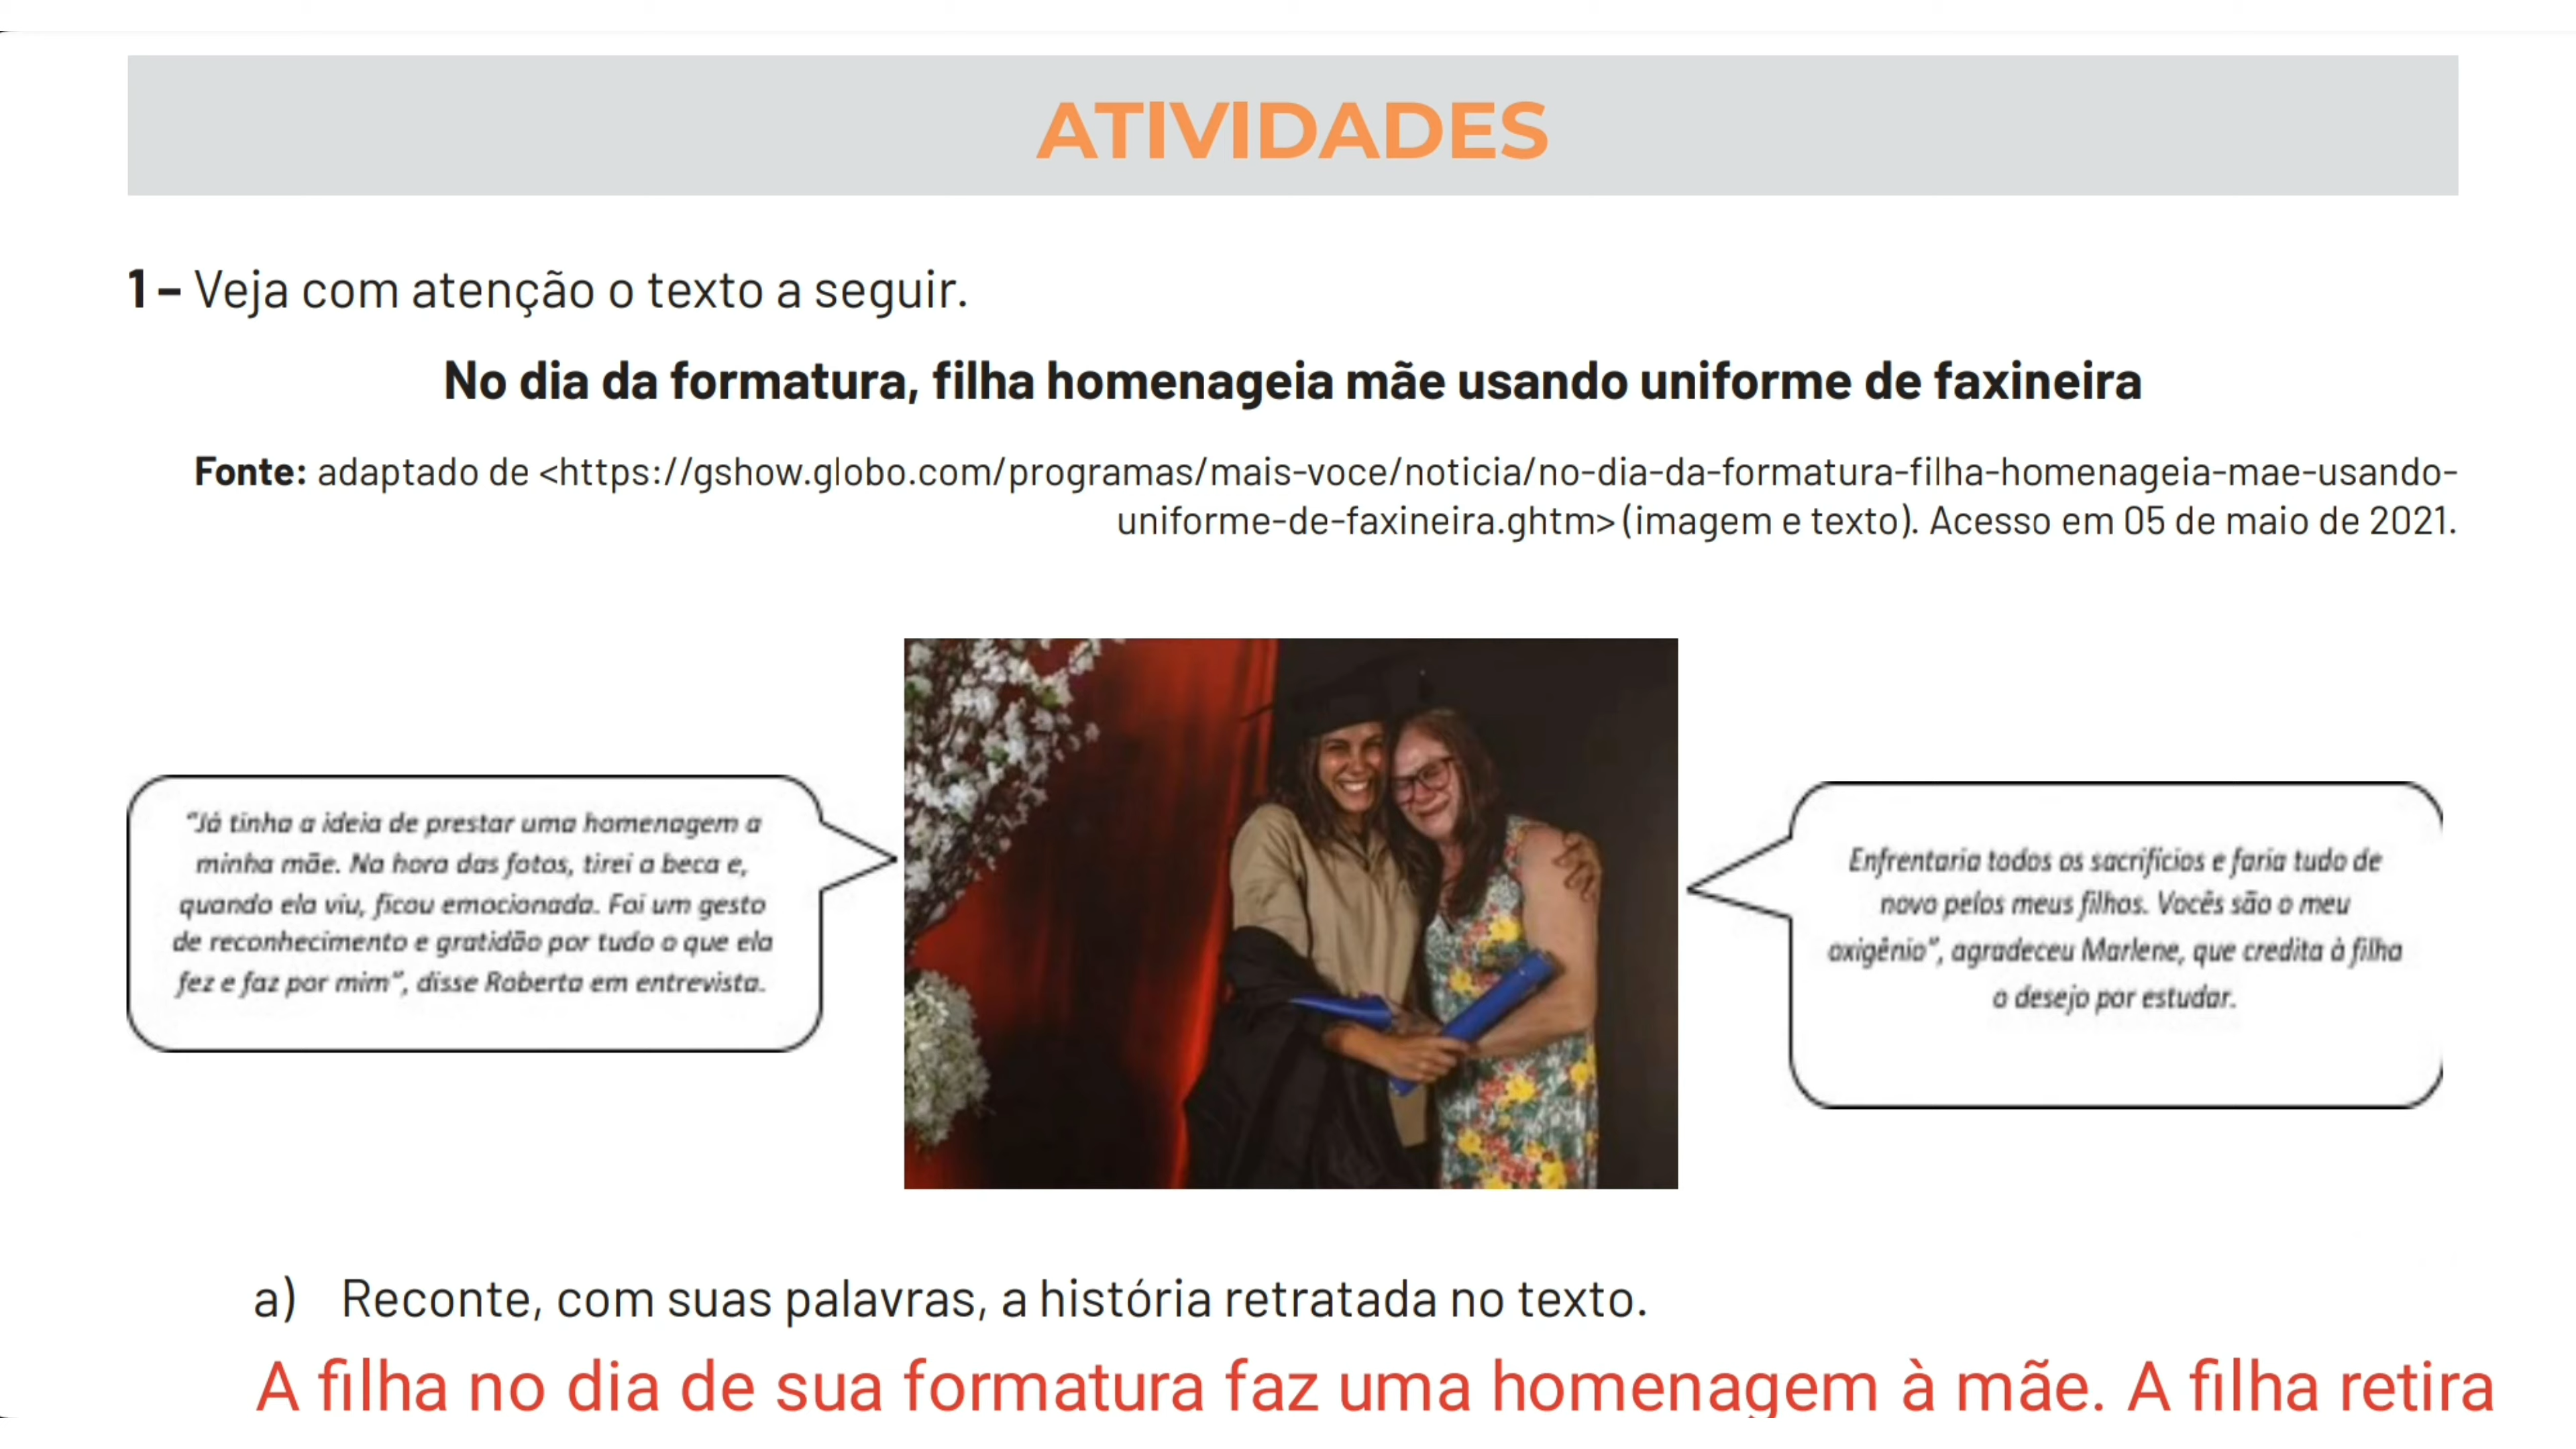 ATIVIDADES
1 – Veja com atenção o texto a seguir.
No dia da formatura, filha homenageia mãe usando uniforme de faxineira
Fonte: adaptado de <https://gshow.globo.com/programas/mais-voce/noticia/no-dia-da-formatura-filha-homenageia-mae-usando-
uniforme-de-faxineira.ghtm> (imagem e texto). Acesso em 05 de maio de 2021.
"Já tinha a ideia de prestar uma homenagem a
minha mãe. Na hora das fotos, tirei a beca e,
quando ela viu, ficou emocionada. Foi um gesto
de reconhecimento e gratidão por tudo o que ela
fez e faz por mim", disse Roberta em entrevista.
Enfrentaria todos os sacrifícios e faria tudo de
novo pelos meus filhos. Vocês são o meu
oxigênio", agradeceu Marlene, que credita à filha
o desejo por estudar.
a) Reconte, com suas palavras, a história retratada no texto.
A filha no dia de sua formatura faz uma homenagem à mãe. A filha retira